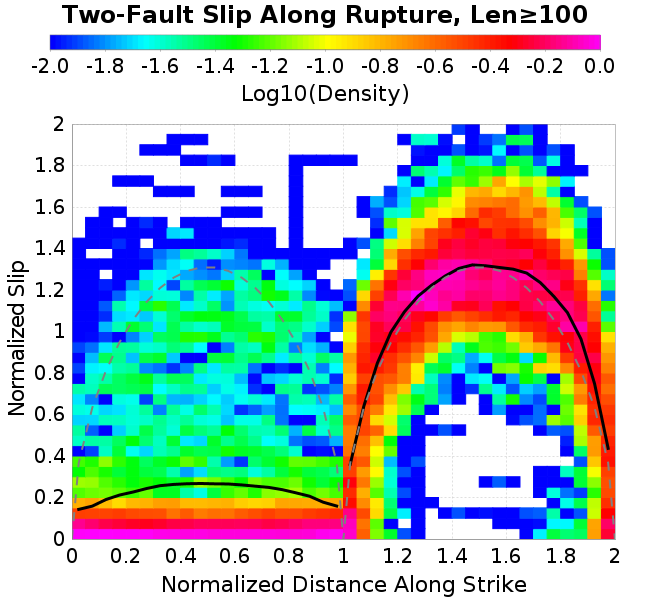 Two-Fault Slip Along Rupture, Len≥100
-2.0 -1.8 -1.6 -1.4 -1.2 -1.0 -0.8 -0.6 -0.4 -0.2 0.0
Log10(Density)
2
1.8
1.6
1.4
1.2
1
0.8
0.6
0.4
0.2
0
Normalized Slip
0 0.2 0.4 0.6 0.8 1 1.2 1.4 1.6 1.8 2
Normalized Distance Along Strike